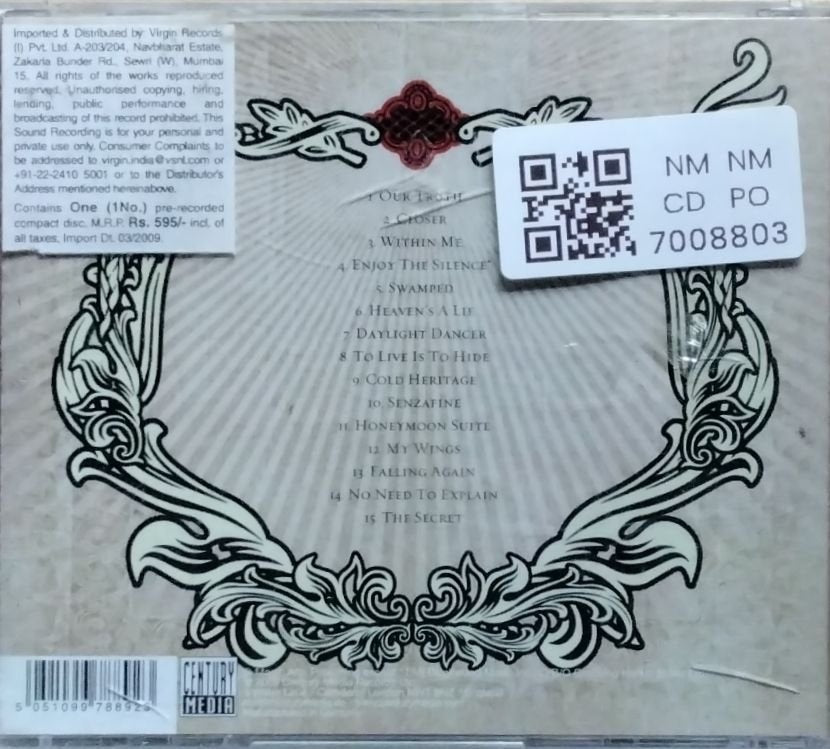 Imported & Distributed by Virgin Records
(I) Pvt. Ltd. A-203/204, Navbharat Estate,
Zakaria Bunder Rd., Sewri (W), Mumbai
15. All rights of the works reproduced
reserved. Unauthorised copying, hiring,
lending, public performance and
broadcasting of this record prohibited. This
Sound Recording is for your personal and
private use only. Consumer Complaints to
be addressed to virgin.india@vsnl.com or
+91-22-2410 5001 or to the Distributor's
Address mentioned hereinabove.
Contains One (1No.) pre-recorded
compact disc. M.R.P. Rs. 595/- incl. of
all taxes, Import Dt. 03/2009.
NM NM
CD PO
7008803
1. OUR TRUTH
2. CLOSER
3. WITHIN ME
4. ENJOY THE SILENCE*
5. SWAMPED
6. HEAVEN'S A LIE
7. DAYLIGHT DANCER
8. TO LIVE IS TO HIDE
9. COLD HERITAGE
10. SENZAFINE
11. HONEYMOON SUITE
12. MY WINGS
13. FALLING AGAIN
14. NO NEED TO EXPLAIN
15. THE SECRET
5 051099 788923
CENTURY
MEDIA